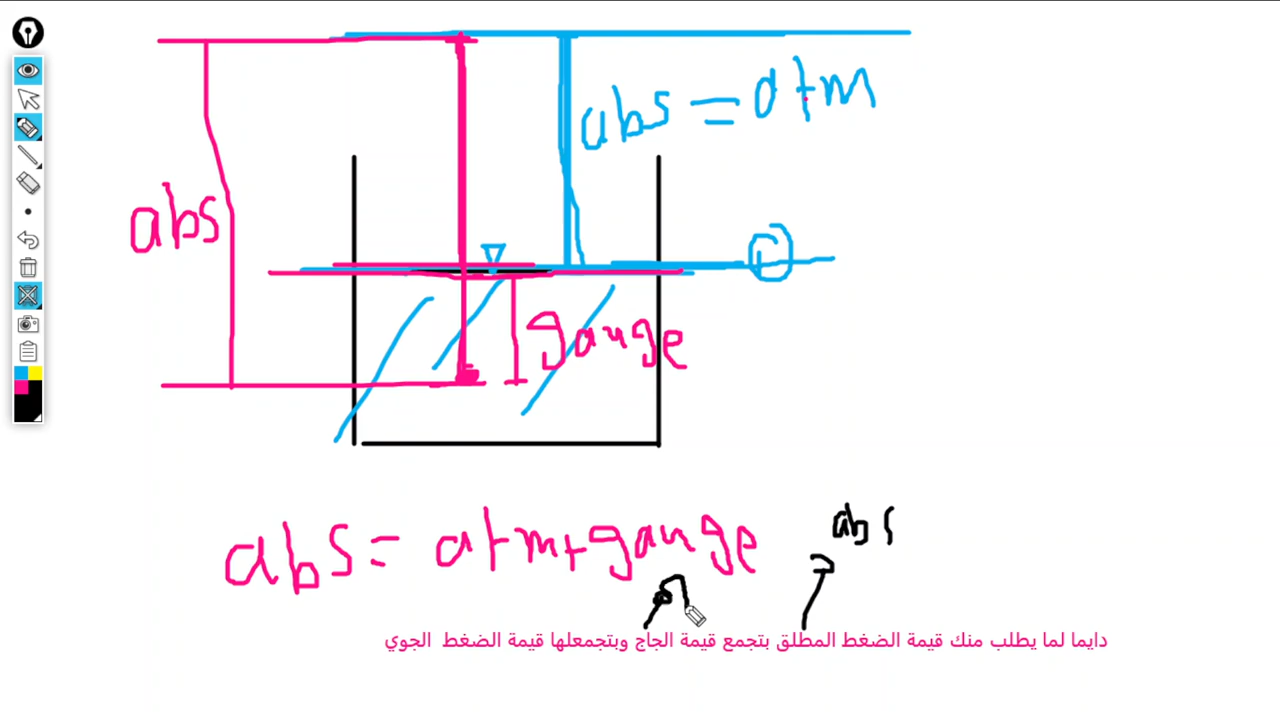 abs = atm
abs
gauge
abs = atm + gauge
abs
دايما لما يطلب منك قيمة الضغط المطلق بتجمع قيمة الجاج وبتجمعلها قيمة الضغط الجوي